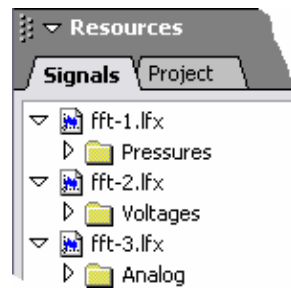 Resources
Signals Project
fft-1.lfx
Pressures
fft-2.lfx
Voltages
fft-3.lfx
Analog